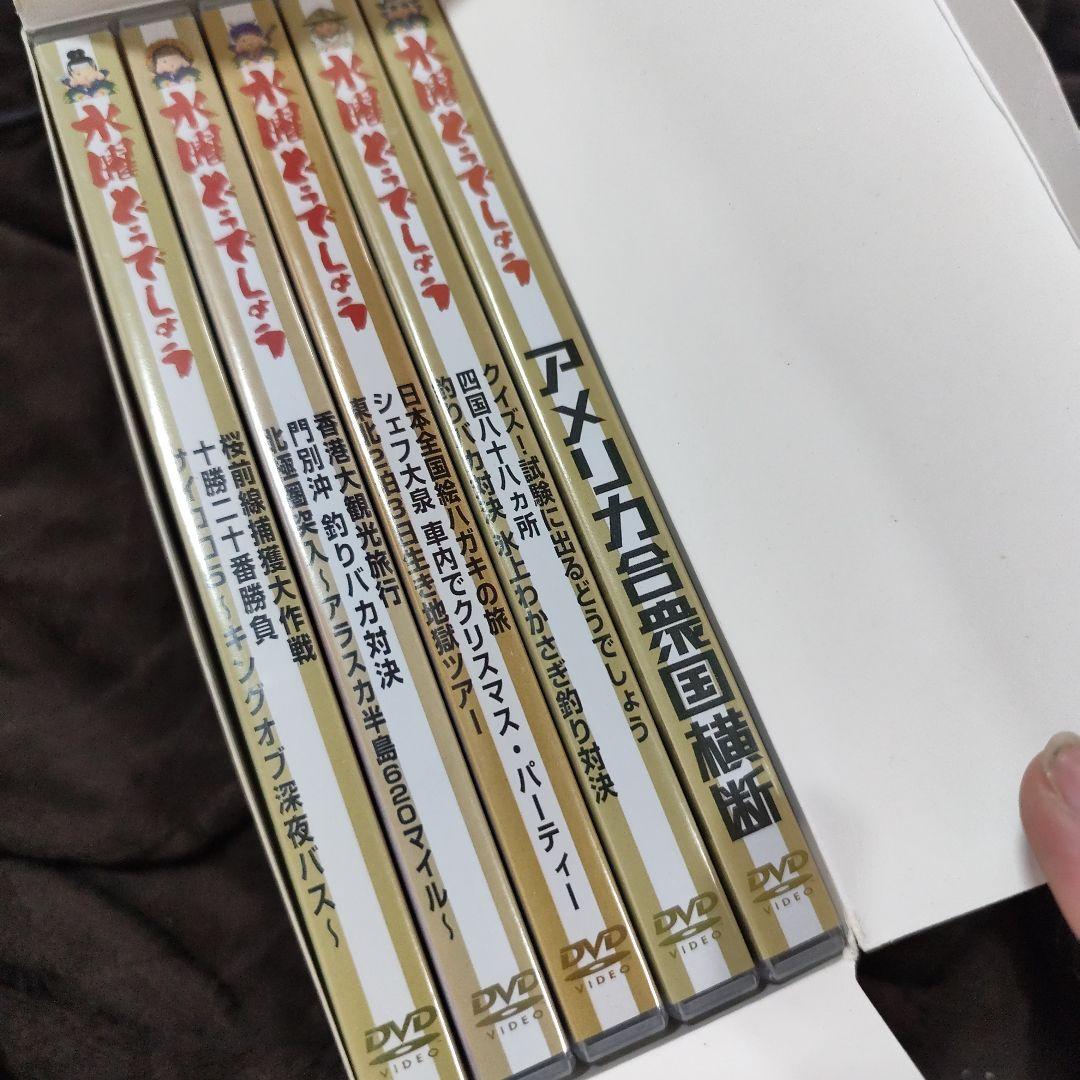 水曜どうでしょう
桜前線捕獲大作戦
十勝二十番勝負
サイコロ5～キングオブ深夜バス～
DVD
VIDEO
水曜どうでしょう
香港大観光旅行
門別沖 釣りバカ対決
北極圏突入～アラスカ半島620マイル～
DVD
VIDEO
水曜どうでしょう
日本全国絵ハガキの旅
シェフ大泉 車内でクリスマス・パーティー
東北2泊3日生き地獄ツアー
DVD
VIDEO
水曜どうでしょう
クイズ!試験に出るどうでしょう
四国八十八ヵ所
釣りバカ対決 氷上わかさぎ釣り対決
DVD
VIDEO
水曜どうでしょう
アメリカ合衆国横断
DVD
VIDEO